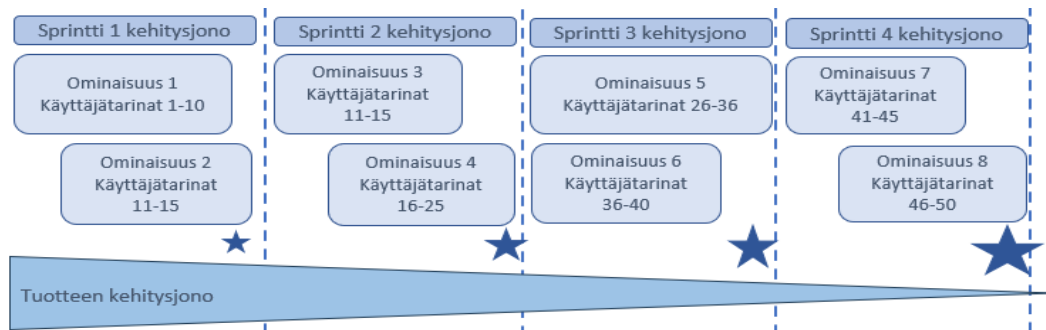 Sprintti 1 kehitysjono
Sprintti 2 kehitysjono
Sprintti 3 kehitysjono
Sprintti 4 kehitysjono
Ominaisuus 1
Käyttäjätarinat 1-10
Ominaisuus 3
Käyttäjätarinat
11-15
Ominaisuus 5
Käyttäjätarinat 26-36
Ominaisuus 7
Käyttäjätarinat
41-45
Ominaisuus 2
Käyttäjätarinat
11-15
Ominaisuus 4
Käyttäjätarinat
16-25
Ominaisuus 6
Käyttäjätarinat
36-40
Ominaisuus 8
Käyttäjätarinat
46-50
Tuotteen kehitysjono